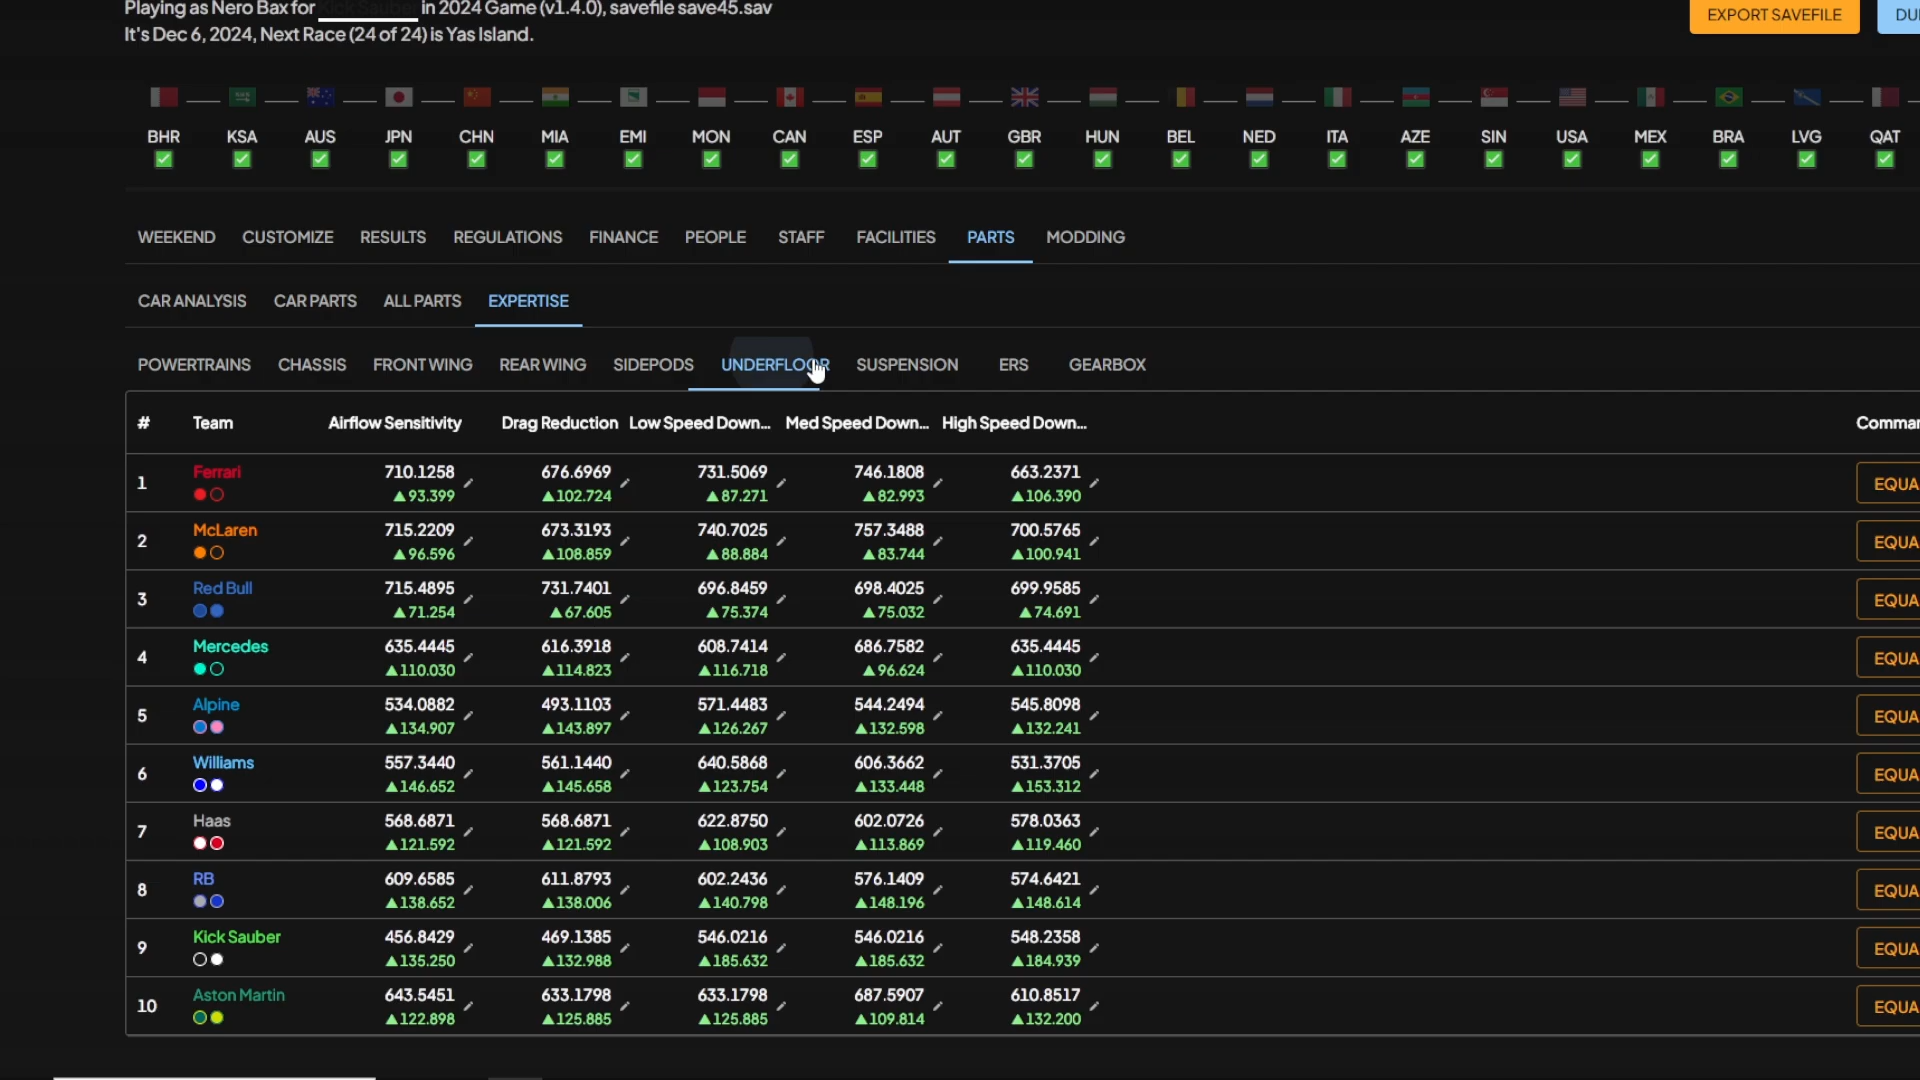 Playing as Nero Bax for Kick Sauber in 2024 Game (v1.4.0), savefile save45.sav
It's Dec 6, 2024, Next Race (24 of 24) is Yas Island.
EXPORT SAVEFILE
BHR KSA AUS JPN CHN MIA EMI MON CAN ESP AUT GBR HUN BEL NED ITA AZE SIN USA MEX BRA LVG QAT
WEEKEND CUSTOMIZE RESULTS REGULATIONS FINANCE PEOPLE STAFF FACILITIES PARTS MODDING
CAR ANALYSIS CAR PARTS ALL PARTS EXPERTISE
POWERTRAINS CHASSIS FRONT WING REAR WING SIDEPODS UNDERFLOOR SUSPENSION ERS GEARBOX
# Team Airflow Sensitivity Drag Reduction Low Speed Down... Med Speed Down... High Speed Down... Comman
1 Ferrari 710.1258 676.6969 731.5069 746.1808 663.2371 EQUA
▲93.399 ▲102.724 ▲87.271 ▲82.993 ▲106.390
2 McLaren 715.2209 673.3193 740.7025 757.3488 700.5765 EQUA
▲96.596 ▲108.859 ▲88.884 ▲83.744 ▲100.941
3 Red Bull 715.4895 731.7401 696.8459 698.4025 699.9585 EQUA
▲71.254 ▲67.605 ▲75.374 ▲75.032 ▲74.691
4 Mercedes 635.4445 616.3918 608.7414 686.7582 635.4445 EQUA
▲110.030 ▲114.823 ▲116.718 ▲96.624 ▲110.030
5 Alpine 534.0882 493.1103 571.4483 544.2494 545.8098 EQUA
▲134.907 ▲143.897 ▲126.267 ▲132.598 ▲132.241
6 Williams 557.3440 561.1440 640.5868 606.3662 531.3705 EQUA
▲146.652 ▲145.658 ▲123.754 ▲133.448 ▲153.312
7 Haas 568.6871 568.6871 622.8750 602.0726 578.0363 EQUA
▲121.592 ▲121.592 ▲108.903 ▲113.869 ▲119.460
8 RB 609.6585 611.8793 602.2436 576.1409 574.6421 EQUA
▲138.652 ▲138.006 ▲140.798 ▲148.196 ▲148.614
9 Kick Sauber 456.8429 469.1385 546.0216 546.0216 548.2358 EQUA
▲135.250 ▲132.988 ▲185.632 ▲185.632 ▲184.939
10 Aston Martin 643.5451 633.1798 633.1798 687.5907 610.8517 EQUA
▲122.898 ▲125.885 ▲125.885 ▲109.814 ▲132.200